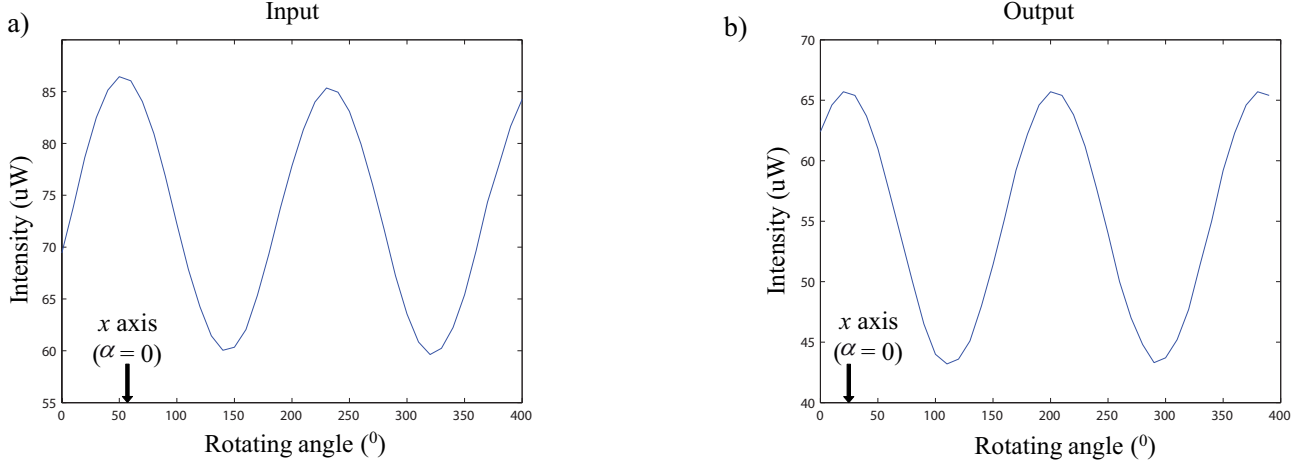 Input
a)
85
80
75
70
65
60
55
Intensity (uW)
x axis
(α = 0)
0 50 100 150 200 250 300 350 400
Rotating angle (⁰)
Output
b)
70
65
60
55
50
45
40
Intensity (uW)
x axis
(α = 0)
0 50 100 150 200 250 300 350 400
Rotating angle (⁰)